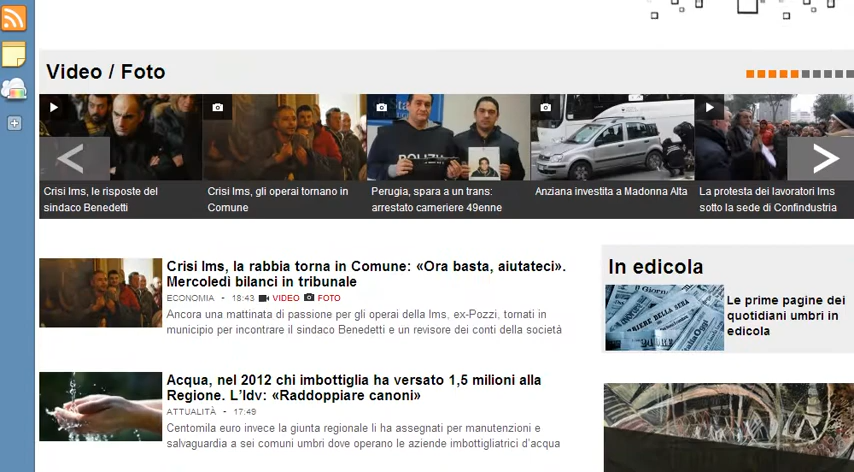 Video / Foto
Crisi Ims, le risposte del
sindaco Benedetti
Crisi Ims, gli operai tornano in
Comune
Perugia, spara a un trans:
arrestato cameriere 49enne
Anziana investita a Madonna Alta
La protesta dei lavoratori Ims
sotto la sede di Confindustria
Crisi Ims, la rabbia torna in Comune: «Ora basta, aiutateci».
Mercoledì bilanci in tribunale
ECONOMIA • 18:43 VIDEO FOTO
Ancora una mattinata di passione per gli operai della Ims, ex-Pozzi, tornati in
municipio per incontrare il sindaco Benedetti e un revisore dei conti della società
Acqua, nel 2012 chi imbottiglia ha versato 1,5 milioni alla
Regione. L'Idv: «Raddoppiare canoni»
ATTUALITÀ • 17:49
Centomila euro invece la giunta regionale li ha assegnati per manutenzioni e
salvaguardia a sei comuni umbri dove operano le aziende imbottigliatrici d'acqua
In edicola
CORRIERE DELLA SERA
ItaliaOggi
Le prime pagine dei
quotidiani umbri in
edicola